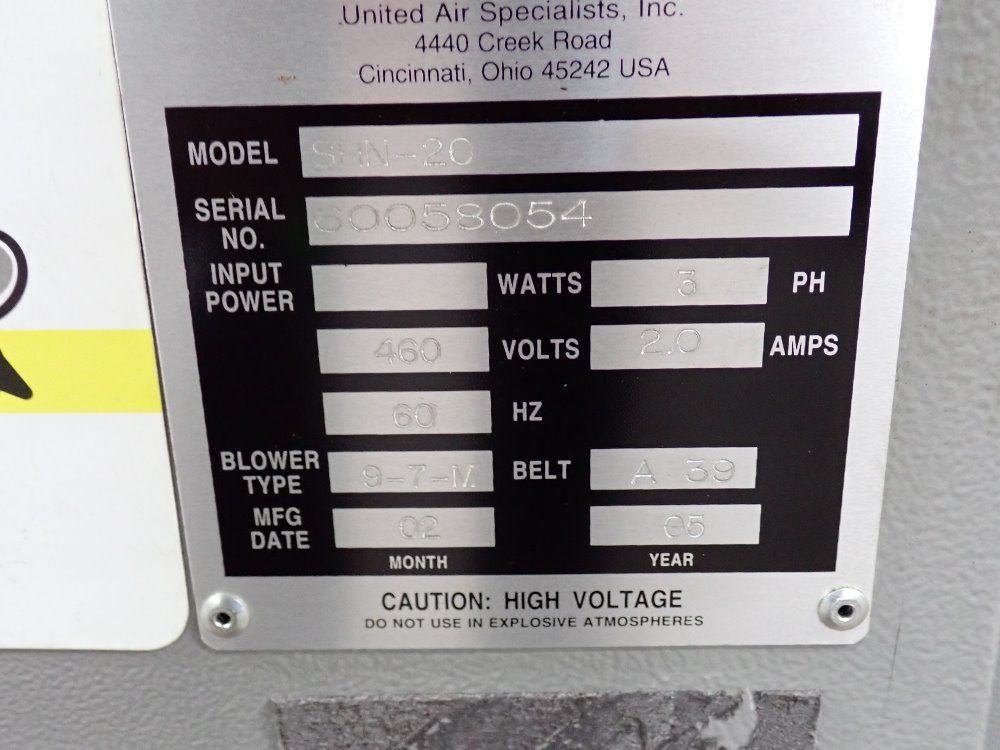 United Air Specialists, Inc.
4440 Creek Road
Cincinnati, Ohio 45242 USA
MODEL SHN-20
SERIAL NO. 60058054
INPUT POWER WATTS 3 PH
460 VOLTS 2.0 AMPS
60 HZ
BLOWER TYPE 9-7-M BELT A 39
MFG DATE 02 05
MONTH YEAR
CAUTION: HIGH VOLTAGE
DO NOT USE IN EXPLOSIVE ATMOSPHERES